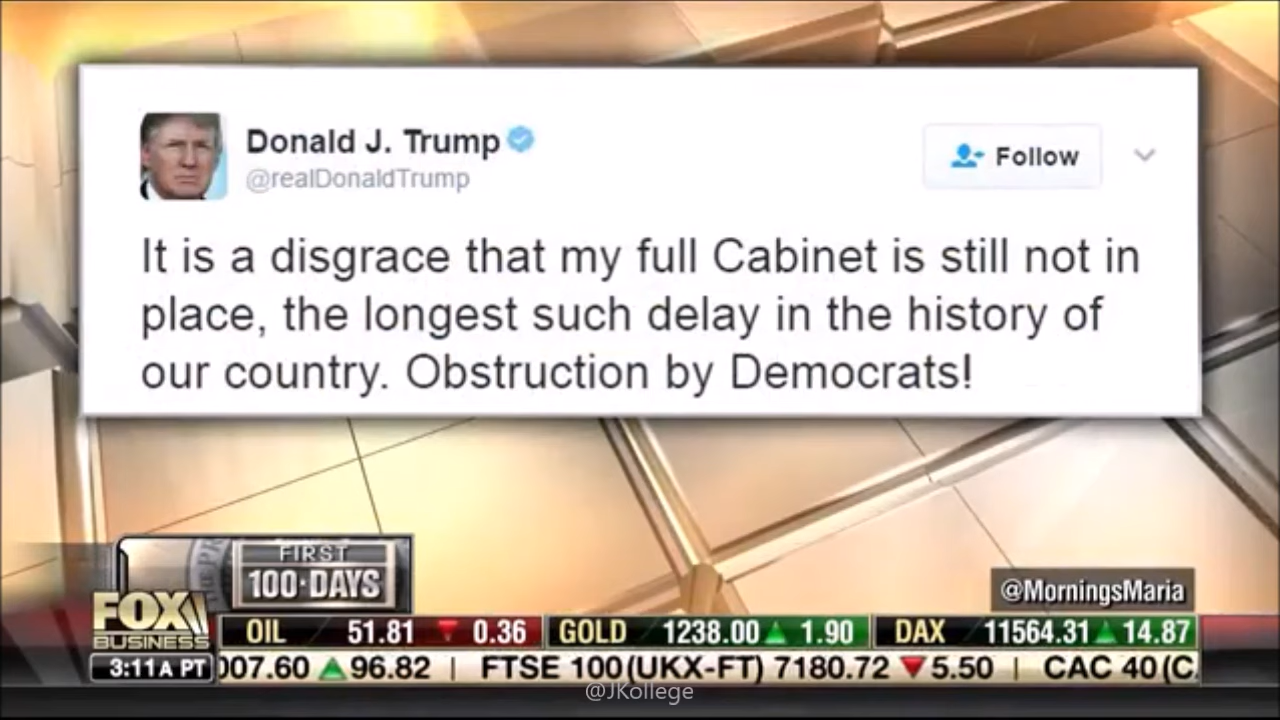 Donald J. Trump
@realDonaldTrump
Follow
It is a disgrace that my full Cabinet is still not in
place, the longest such delay in the history of
our country. Obstruction by Democrats!
FIRST
100·DAYS
@MorningsMaria
FOX
BUSINESS
OIL 51.81 ▼ 0.36 GOLD 1238.00 ▲ 1.90 DAX 11564.31 ▲ 14.87
3:11A PT
007.60 ▲ 96.82 | FTSE 100(UKX-FT) 7180.72 ▼ 5.50 | CAC 40(C
@JKollege